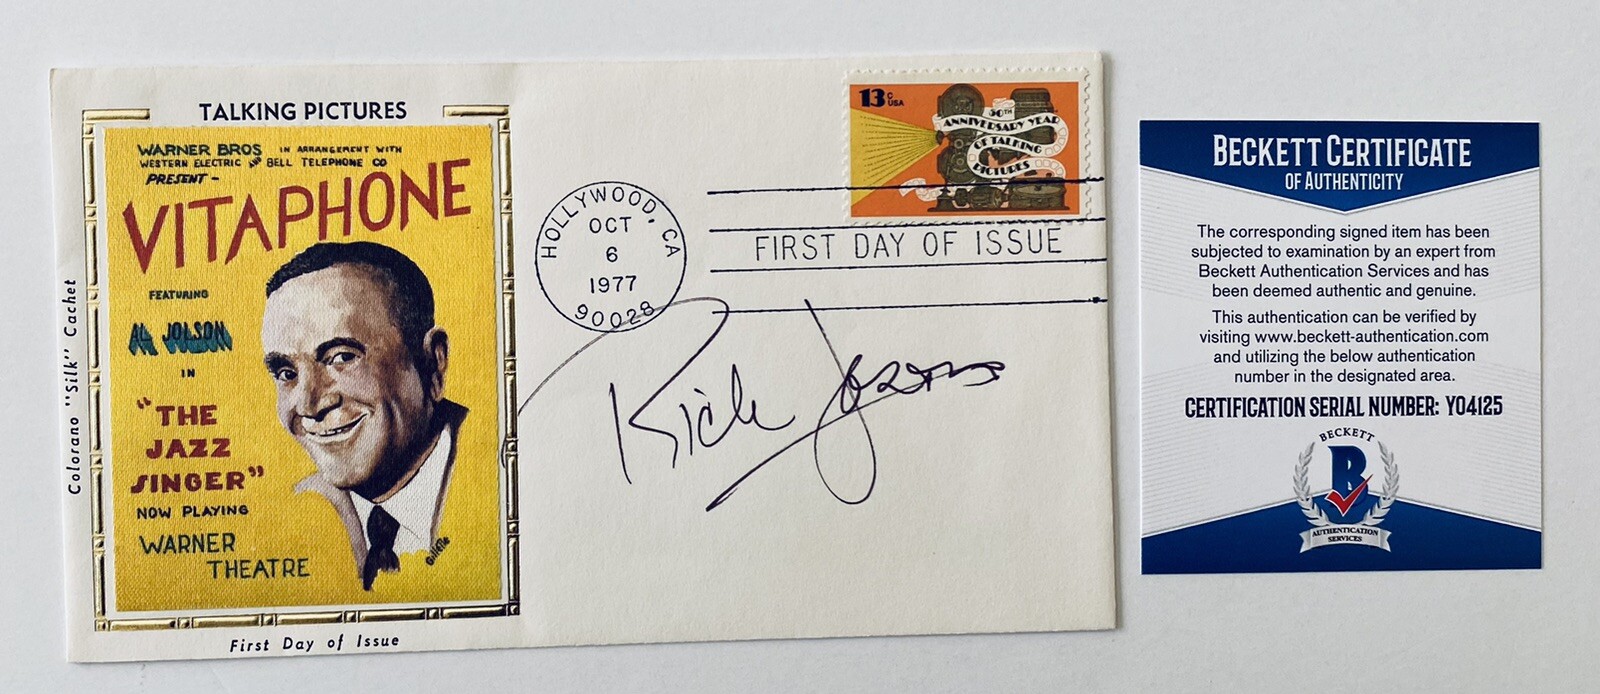 TALKING PICTURES
WARNER BROS IN ARRANGEMENT WITH
WESTERN ELECTRIC AND BELL TELEPHONE CO
PRESENT -
VITAPHONE
FEATURING
AL JOLSON
IN
"THE
JAZZ
SINGER"
NOW PLAYING
WARNER
THEATRE
Gillette
Colorano "Silk" Cachet
First Day of Issue
13c USA
50TH
ANNIVERSARY YEAR
OF TALKING
PICTURES
HOLLYWOOD, CA
OCT
6
1977
90028
FIRST DAY OF ISSUE
Rich
BECKETT CERTIFICATE
OF AUTHENTICITY
The corresponding signed item has been
subjected to examination by an expert from
Beckett Authentication Services and has
been deemed authentic and genuine.
This authentication can be verified by
visiting www.beckett-authentication.com
and utilizing the below authentication
number in the designated area.
CERTIFICATION SERIAL NUMBER: Y04125
BECKETT
B
AUTHENTICATION
SERVICES